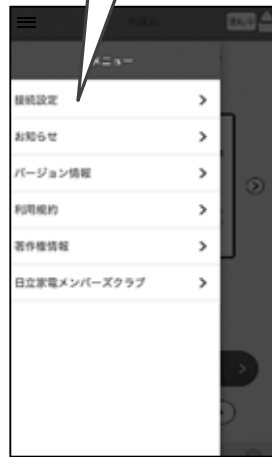 メニュー
接続設定
お知らせ
バージョン情報
利用規約
著作権情報
日立家電メンバーズクラブ